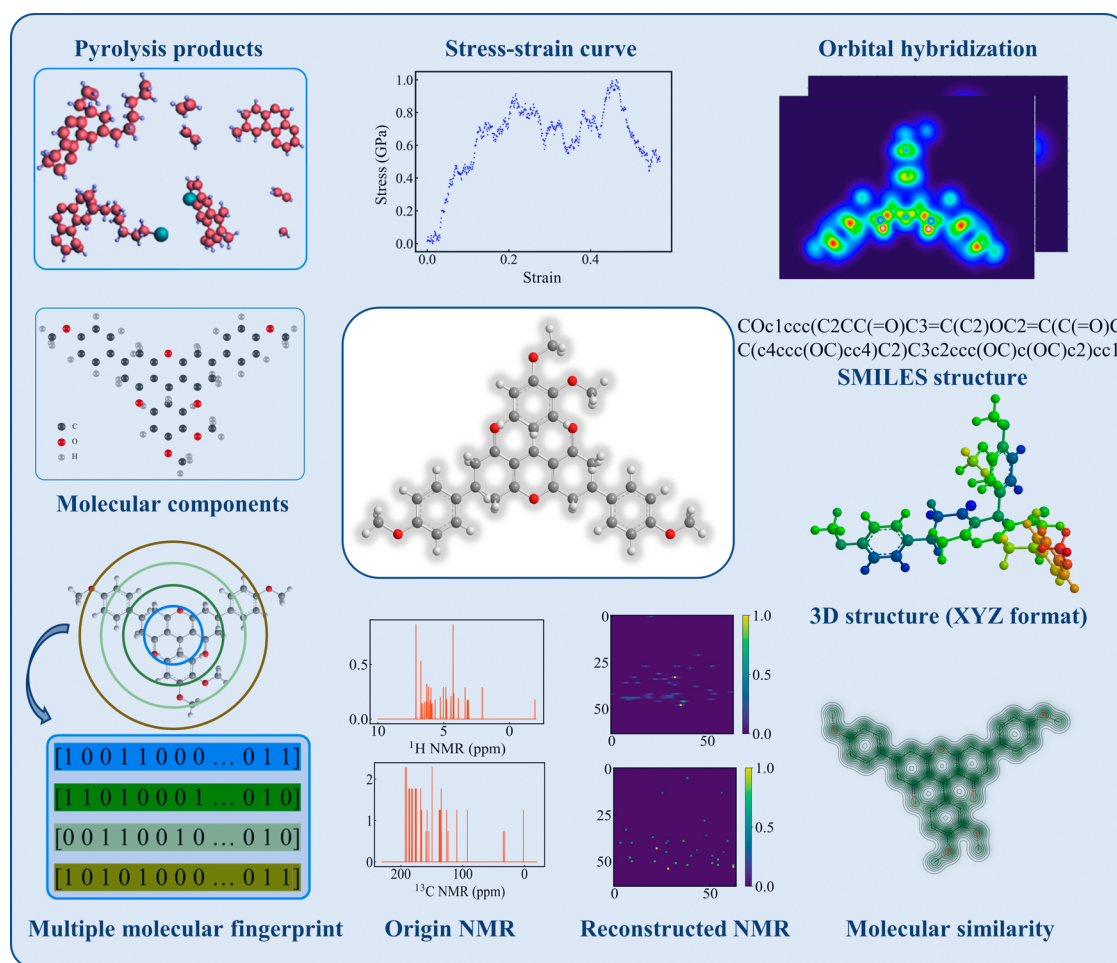 Pyrolysis products
Stress-strain curve
Orbital hybridization
1.0
0.8
0.6
0.4
0.2
0.0
Stress (GPa)
0.0
0.2
0.4
Strain
C
O
H
Molecular components
COc1ccc(C2CC(=O)C3=C(C2)OC2=C(C(=O)C
C(c4ccc(OC)cc4)C2)C3c2ccc(OC)c(OC)c2)cc1
SMILES structure
3D structure (XYZ format)
[1 0 0 1 1 0 0 0 … 0 1 1]
[1 1 0 1 0 0 0 1 … 0 1 0]
[0 0 1 1 0 0 1 0 … 0 1 0]
[1 0 1 0 1 0 0 0 … 0 1 1]
Multiple molecular fingerprint
0.5
0.0
10
5
0
¹H NMR (ppm)
2
1
0
200
100
0
¹³C NMR (ppm)
Origin NMR
0
25
50
0
50
1.0
0.5
0.0
0
25
50
0
50
1.0
0.5
0.0
Reconstructed NMR
Molecular similarity